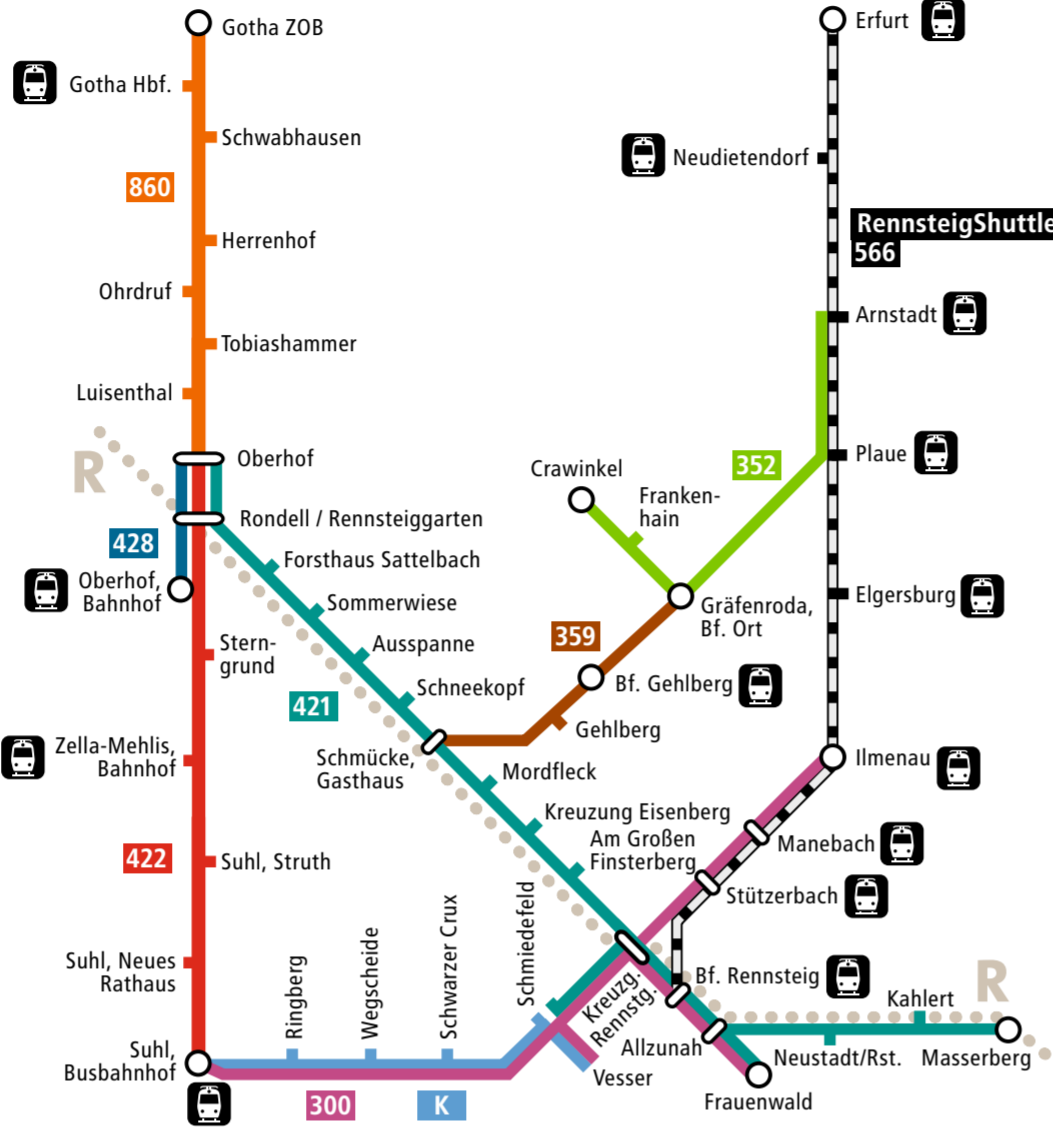 Gotha ZOB
Gotha Hbf.
Schwabhausen
860
Herrenhof
Ohrdruf
Tobiashammer
Luisenthal
R
Oberhof
Rondell / Rennsteiggarten
428
Oberhof,
Bahnhof
Forsthaus Sattelbach
Sommerwiese
Ausspanne
Schneekopf
421
Stern-
grund
Zella-Mehlis,
Bahnhof
Schmücke,
Gasthaus
422
Suhl, Struth
Suhl, Neues
Rathaus
Suhl,
Busbahnhof
Erfurt
Neudietendorf
RennsteigShuttle
566
Arnstadt
Plaue
352
Crawinkel
Franken-
hain
Elgersburg
Gräfenroda,
Bf. Ort
359
Bf. Gehlberg
Gehlberg
Mordfleck
Kreuzung Eisenberg
Am Großen
Finsterberg
Ilmenau
Manebach
Stützerbach
Ringberg
Wegscheide
Schwarzer Crux
Schmiedefeld
Kreuzg.
Rennstg.
Bf. Rennsteig
R
Kahlert
Allzunah
Neustadt/Rst.
Masserberg
Vesser
300
K
Frauenwald